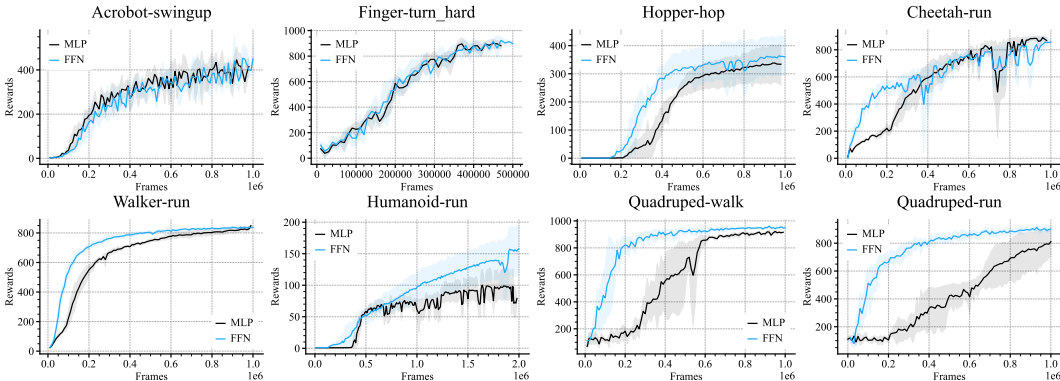 Acrobot-swingup
Rewards
400
200
0
MLP
FFN
0.0 0.2 0.4 0.6 0.8 1.0
1e6
Frames
Finger-turn_hard
Rewards
1000
800
600
400
200
0
MLP
FFN
0 100000 200000 300000 400000 500000
Frames
Hopper-hop
Rewards
400
300
200
100
0
MLP
FFN
0.0 0.2 0.4 0.6 0.8 1.0
1e6
Frames
Cheetah-run
Rewards
800
600
400
200
0
MLP
FFN
0.0 0.2 0.4 0.6 0.8 1.0
1e6
Frames
Walker-run
Rewards
800
600
400
200
0
MLP
FFN
0.0 0.2 0.4 0.6 0.8 1.0
1e6
Frames
Humanoid-run
Rewards
200
150
100
50
0
MLP
FFN
0.0 0.5 1.0 1.5 2.0
1e6
Frames
Quadruped-walk
Rewards
1000
800
600
400
200
MLP
FFN
0.0 0.2 0.4 0.6 0.8 1.0
1e6
Frames
Quadruped-run
Rewards
800
600
400
200
MLP
FFN
0.0 0.2 0.4 0.6 0.8 1.0
1e6
Frames